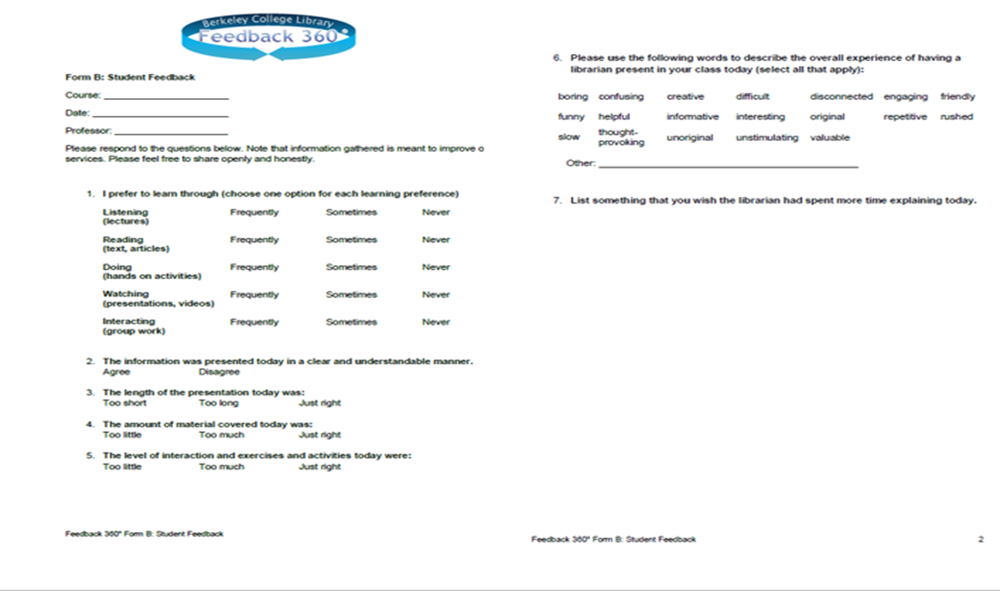 Berkeley College Library
Feedback 360°
Form B: Student Feedback
Course: ____________________
Date: ____________________
Professor: ____________________
Please respond to the questions below. Note that information gathered is meant to improve o
services. Please feel free to share openly and honestly.
1. I prefer to learn through (choose one option for each learning preference)
Listening Frequently Sometimes Never
(lectures)
Reading Frequently Sometimes Never
(text, articles)
Doing Frequently Sometimes Never
(hands on activities)
Watching Frequently Sometimes Never
(presentations, videos)
Interacting Frequently Sometimes Never
(group work)
2. The information was presented today in a clear and understandable manner.
Agree Disagree
3. The length of the presentation today was:
Too short Too long Just right
4. The amount of material covered today was:
Too little Too much Just right
5. The level of interaction and exercises and activities today were:
Too little Too much Just right
Feedback 360° Form B: Student Feedback
6. Please use the following words to describe the overall experience of having a
librarian present in your class today (select all that apply):
boring confusing creative difficult disconnected engaging friendly
funny helpful informative interesting original repetitive rushed
slow thought- unoriginal unstimulating valuable
provoking
Other: ____________________
7. List something that you wish the librarian had spent more time explaining today.
Feedback 360° Form B: Student Feedback 2